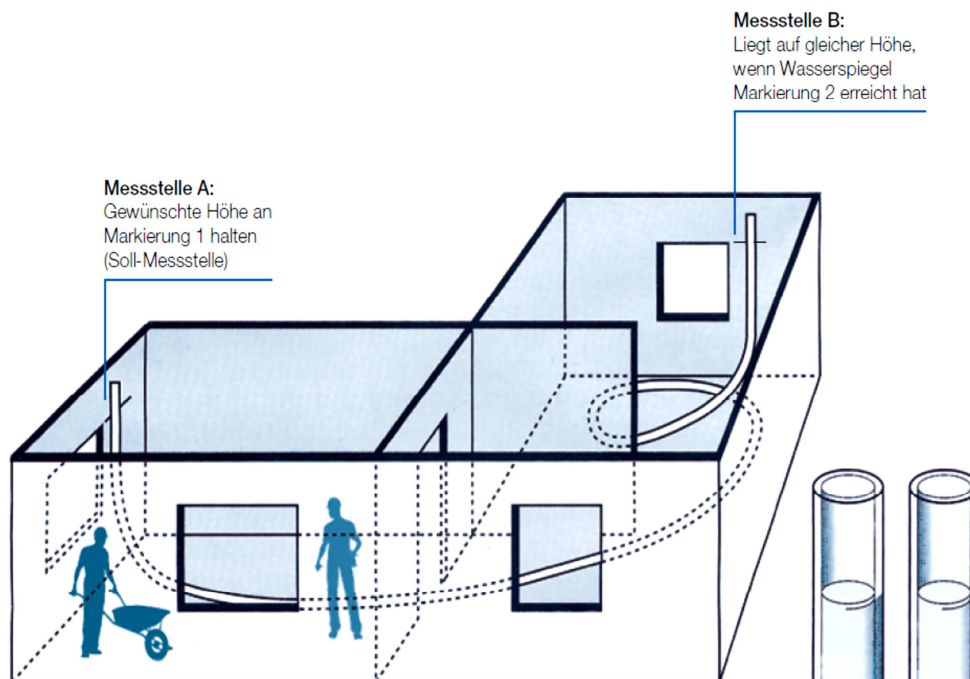 Messstelle B:
Liegt auf gleicher Höhe,
wenn Wasserspiegel
Markierung 2 erreicht hat
Messstelle A:
Gewünschte Höhe an
Markierung 1 halten
(Soll-Messstelle)